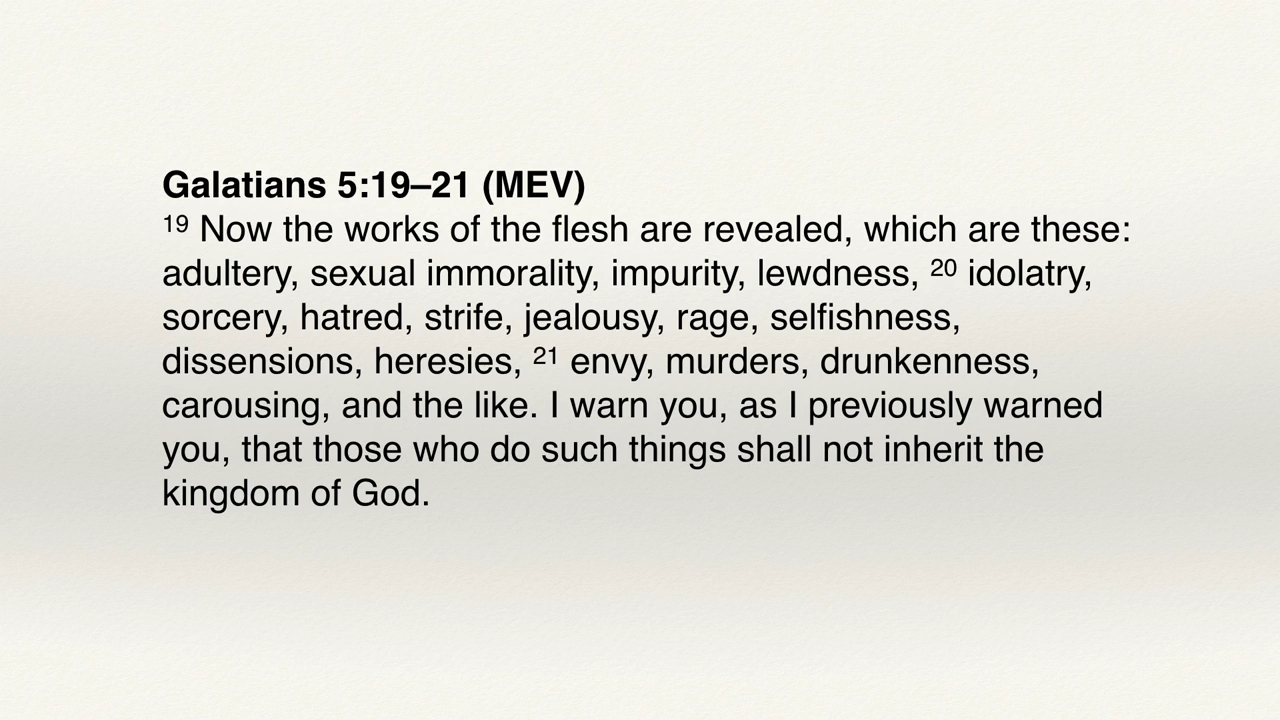 Galatians 5:19–21 (MEV)
19 Now the works of the flesh are revealed, which are these:
adultery, sexual immorality, impurity, lewdness, 20 idolatry,
sorcery, hatred, strife, jealousy, rage, selfishness,
dissensions, heresies, 21 envy, murders, drunkenness,
carousing, and the like. I warn you, as I previously warned
you, that those who do such things shall not inherit the
kingdom of God.